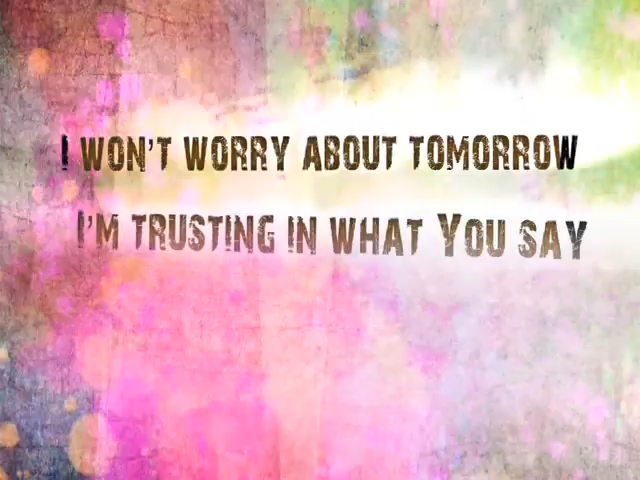 I WON'T WORRY ABOUT TOMORROW
I'M TRUSTING IN WHAT YOU SAY